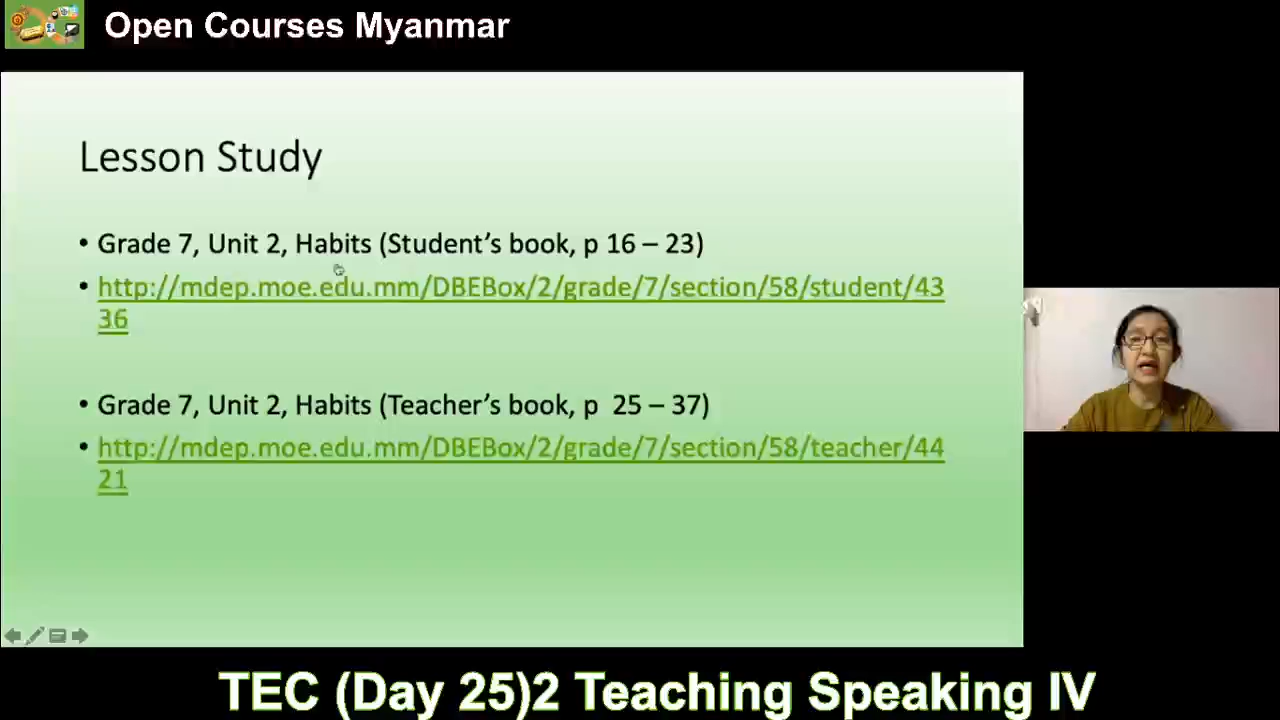 Open Courses Myanmar
Lesson Study
• Grade 7, Unit 2, Habits (Student’s book, p 16 – 23)
• http://mdep.moe.edu.mm/DBEBox/2/grade/7/section/58/student/43
36
• Grade 7, Unit 2, Habits (Teacher’s book, p 25 – 37)
• http://mdep.moe.edu.mm/DBEBox/2/grade/7/section/58/teacher/44
21
TEC (Day 25)2 Teaching Speaking IV